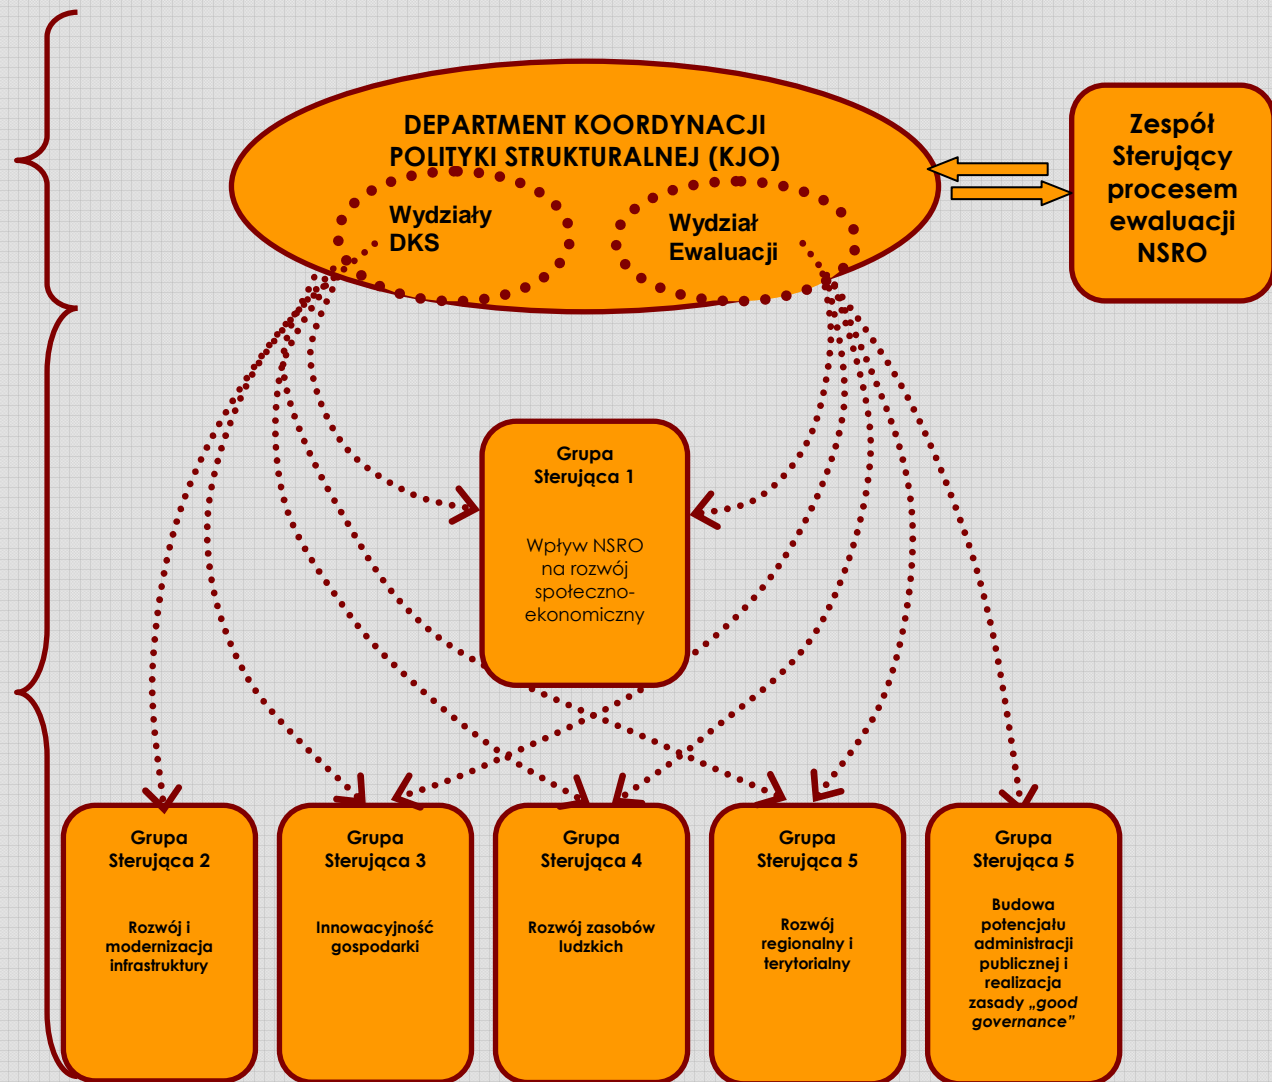 DEPARTMENT KOORDYNACJI
POLITYKI STRUKTURALNEJ (KJO)
Wydziały
DKS
Wydział
Ewaluacji
Zespół
Sterujący
procesem
ewaluacji
NSRO
Grupa
Sterująca 1
Wpływ NSRO
na rozwój
społeczno-
ekonomiczny
Grupa
Sterująca 2
Rozwój i
modernizacja
infrastruktury
Grupa
Sterująca 3
Innowacyjność
gospodarki
Grupa
Sterująca 4
Rozwój zasobów
ludzkich
Grupa
Sterująca 5
Rozwój
regionalny i
terytorialny
Grupa
Sterująca 5
Budowa
potencjału
administracji
publicznej i
realizacja
zasady „good
governance”